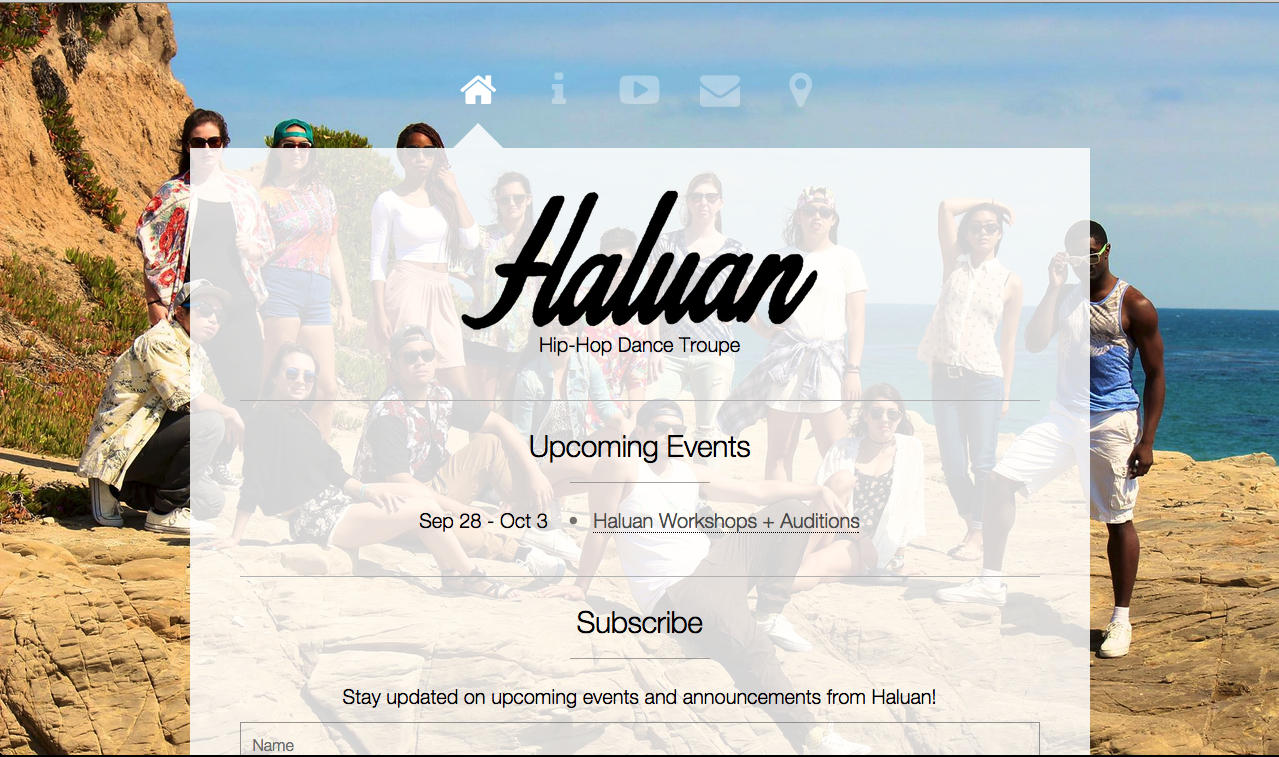 Haluan
Hip-Hop Dance Troupe
Upcoming Events
Sep 28 - Oct 3 • Haluan Workshops + Auditions
Subscribe
Stay updated on upcoming events and announcements from Haluan!
Name